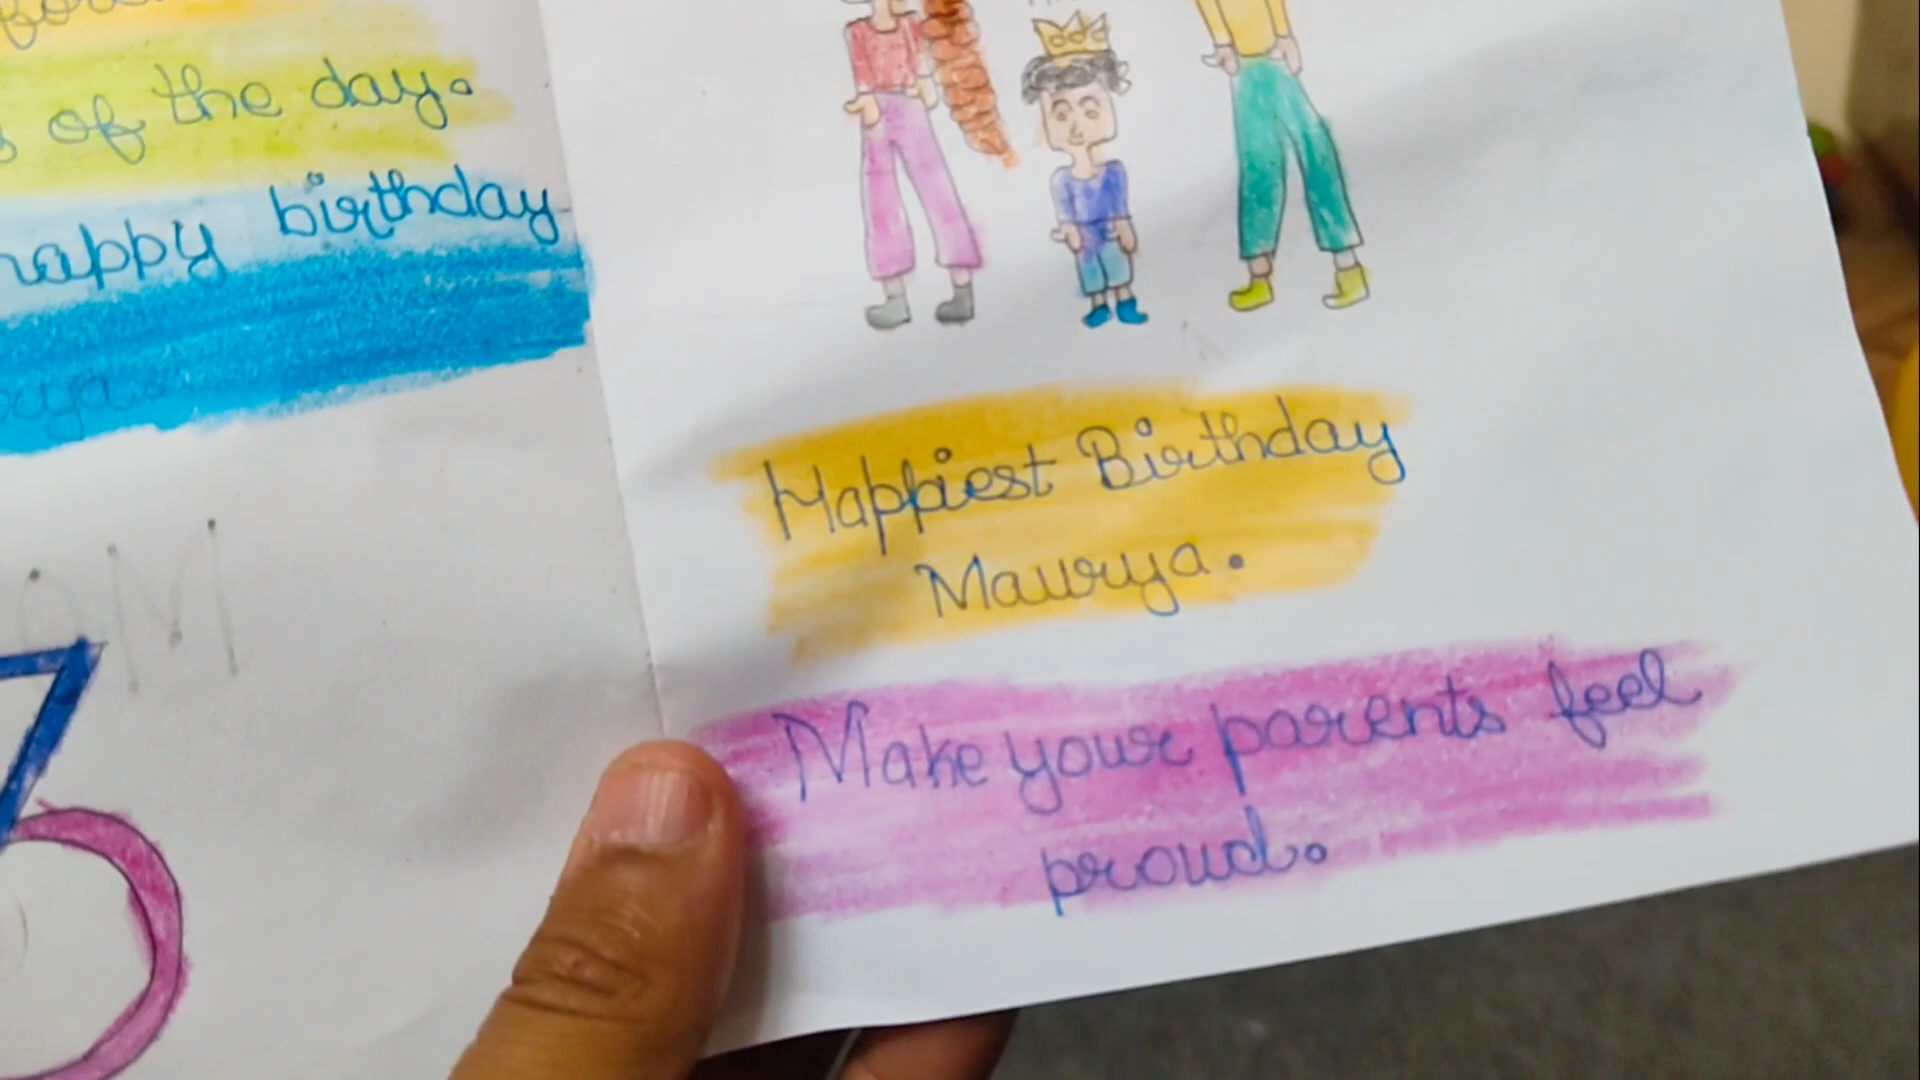 of the day.
happy birthday
Happiest Birthday
Maurya.
Make your parents feel
proud.